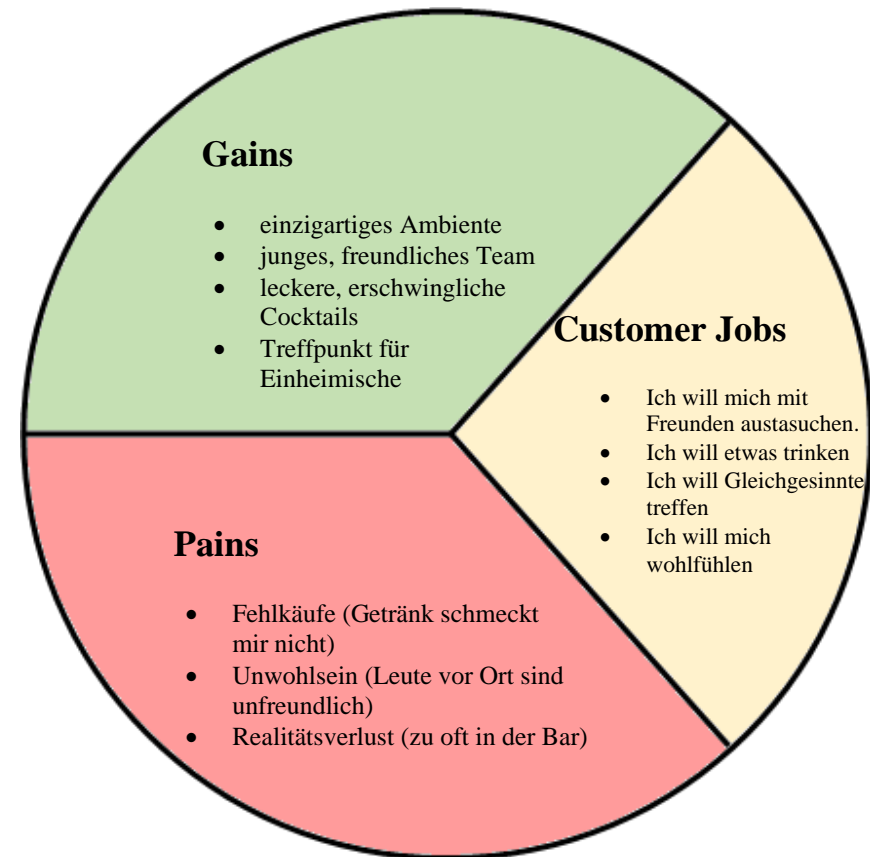 Gains
• einzigartiges Ambiente
• junges, freundliches Team
• leckere, erschwingliche
Cocktails
• Treffpunkt für
Einheimische
Customer Jobs
• Ich will mich mit
Freunden austasuchen.
• Ich will etwas trinken
• Ich will Gleichgesinnte
treffen
• Ich will mich
wohlfühlen
Pains
• Fehlkäufe (Getränk schmeckt
mir nicht)
• Unwohlsein (Leute vor Ort sind
unfreundlich)
• Realitätsverlust (zu oft in der Bar)